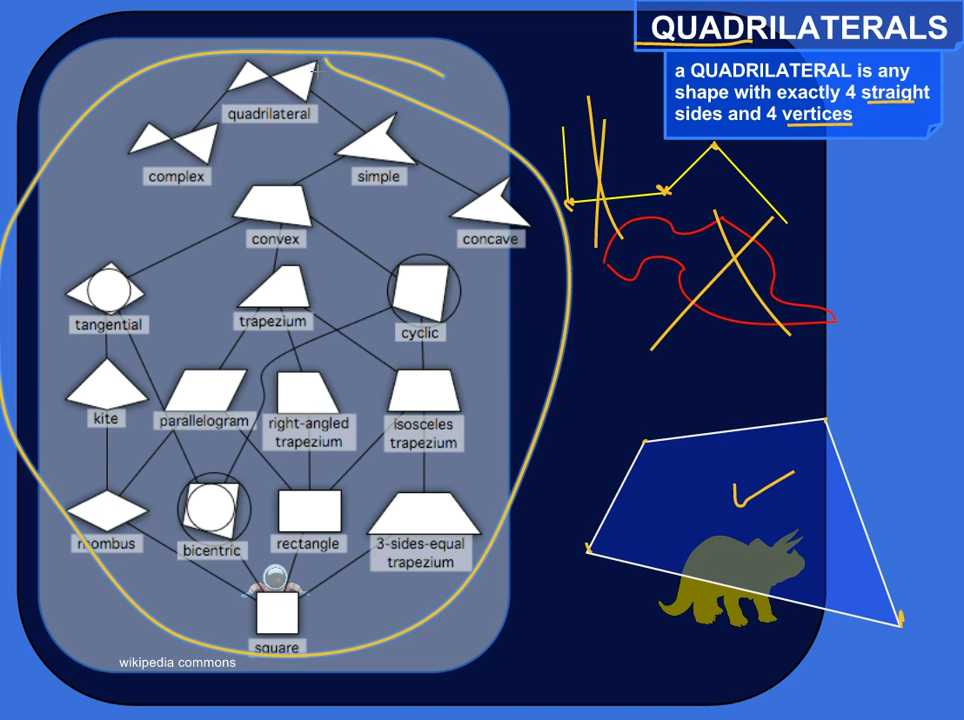 QUADRILATERALS
a QUADRILATERAL is any
shape with exactly 4 straight
sides and 4 vertices
quadrilateral
complex
simple
convex
concave
tangential
trapezium
cyclic
kite
parallelogram
right-angled
trapezium
isosceles
trapezium
rhombus
bicentric
rectangle
3-sides-equal
trapezium
square
wikipedia commons